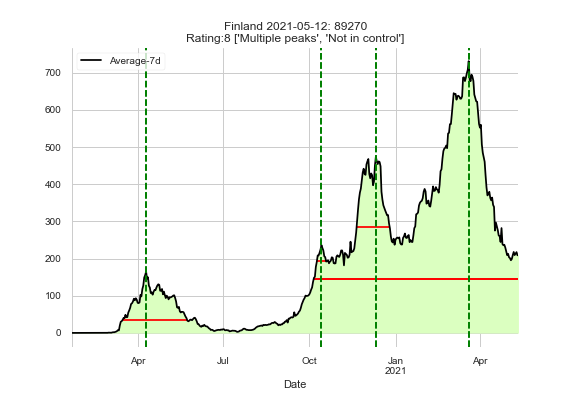 Finland 2021-05-12: 89270
Rating:8 ['Multiple peaks', 'Not in control']
Average-7d
700
600
500
400
300
200
100
0
Apr
Jul
Oct
Jan
2021
Apr
Date